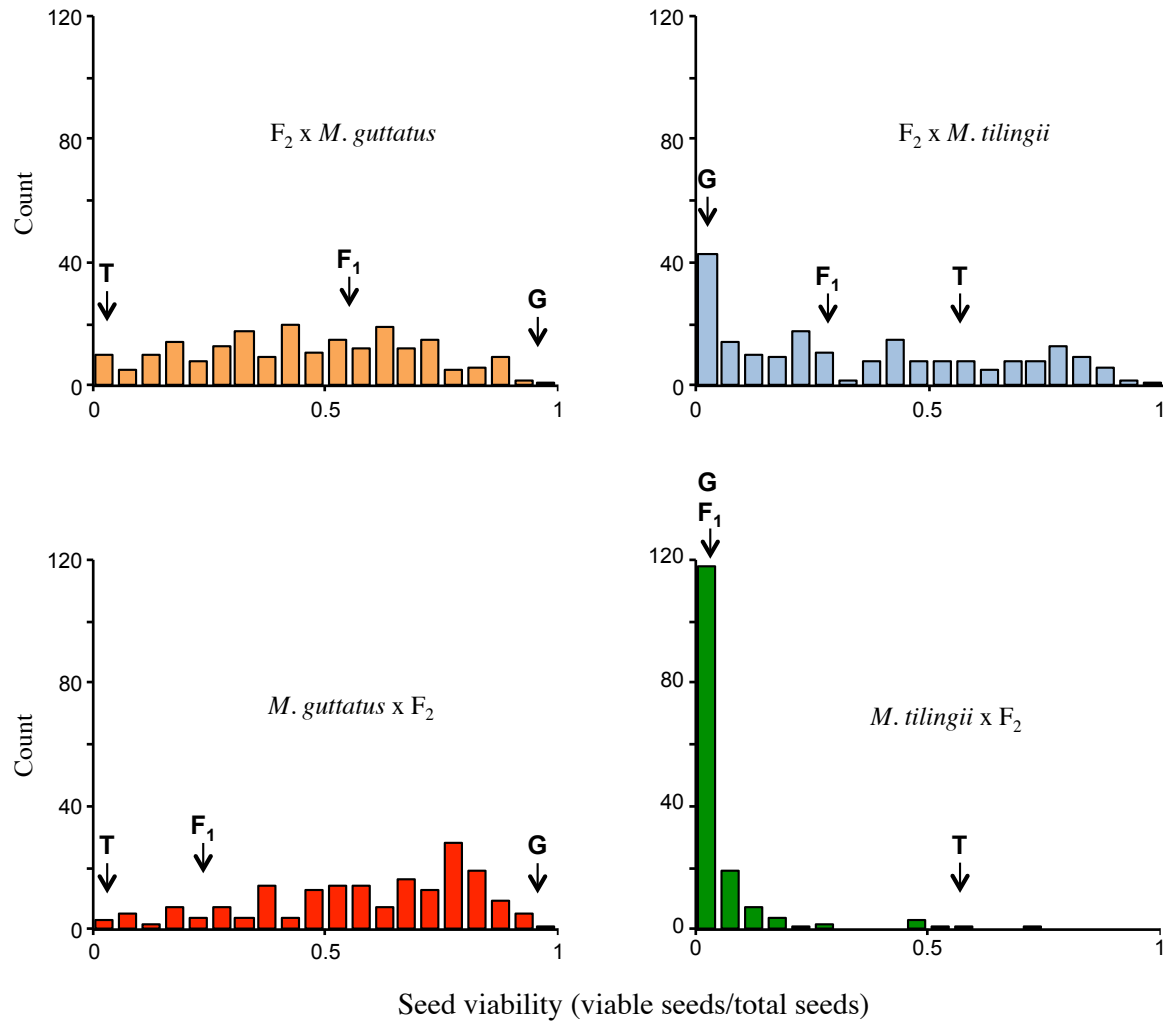 120
80
40
0
Count
F₂ x M. guttatus
T
F₁
G
0
0.5
1
120
80
40
0
F₂ x M. tilingii
G
F₁
T
0
0.5
1
120
80
40
0
Count
M. guttatus x F₂
T
F₁
G
0
0.5
1
120
80
40
0
G
F₁
M. tilingii x F₂
T
0
0.5
1
Seed viability (viable seeds/total seeds)